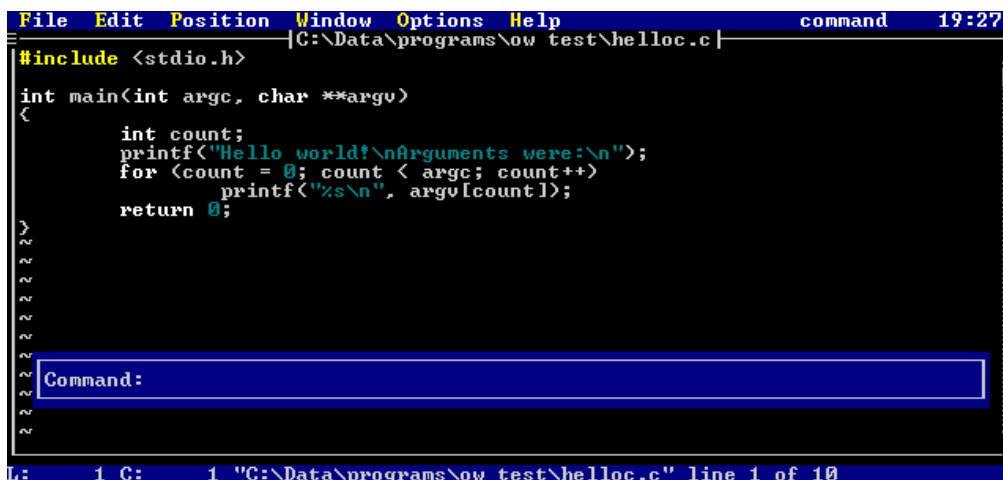 File Edit Position Window Options Help command 19:27
C:\Data\programs\ow test\helloc.c
#include <stdio.h>
int main(int argc, char **argv)
{
int count;
printf("Hello world!\nArguments were:\n");
for (count = 0; count < argc; count++)
printf("%s\n", argv[count]);
return 0;
}
~
~
~
~
~
~
~
~
~
~
~
Command:
L: 1 C: 1 "C:\Data\programs\ow test\helloc.c" line 1 of 10